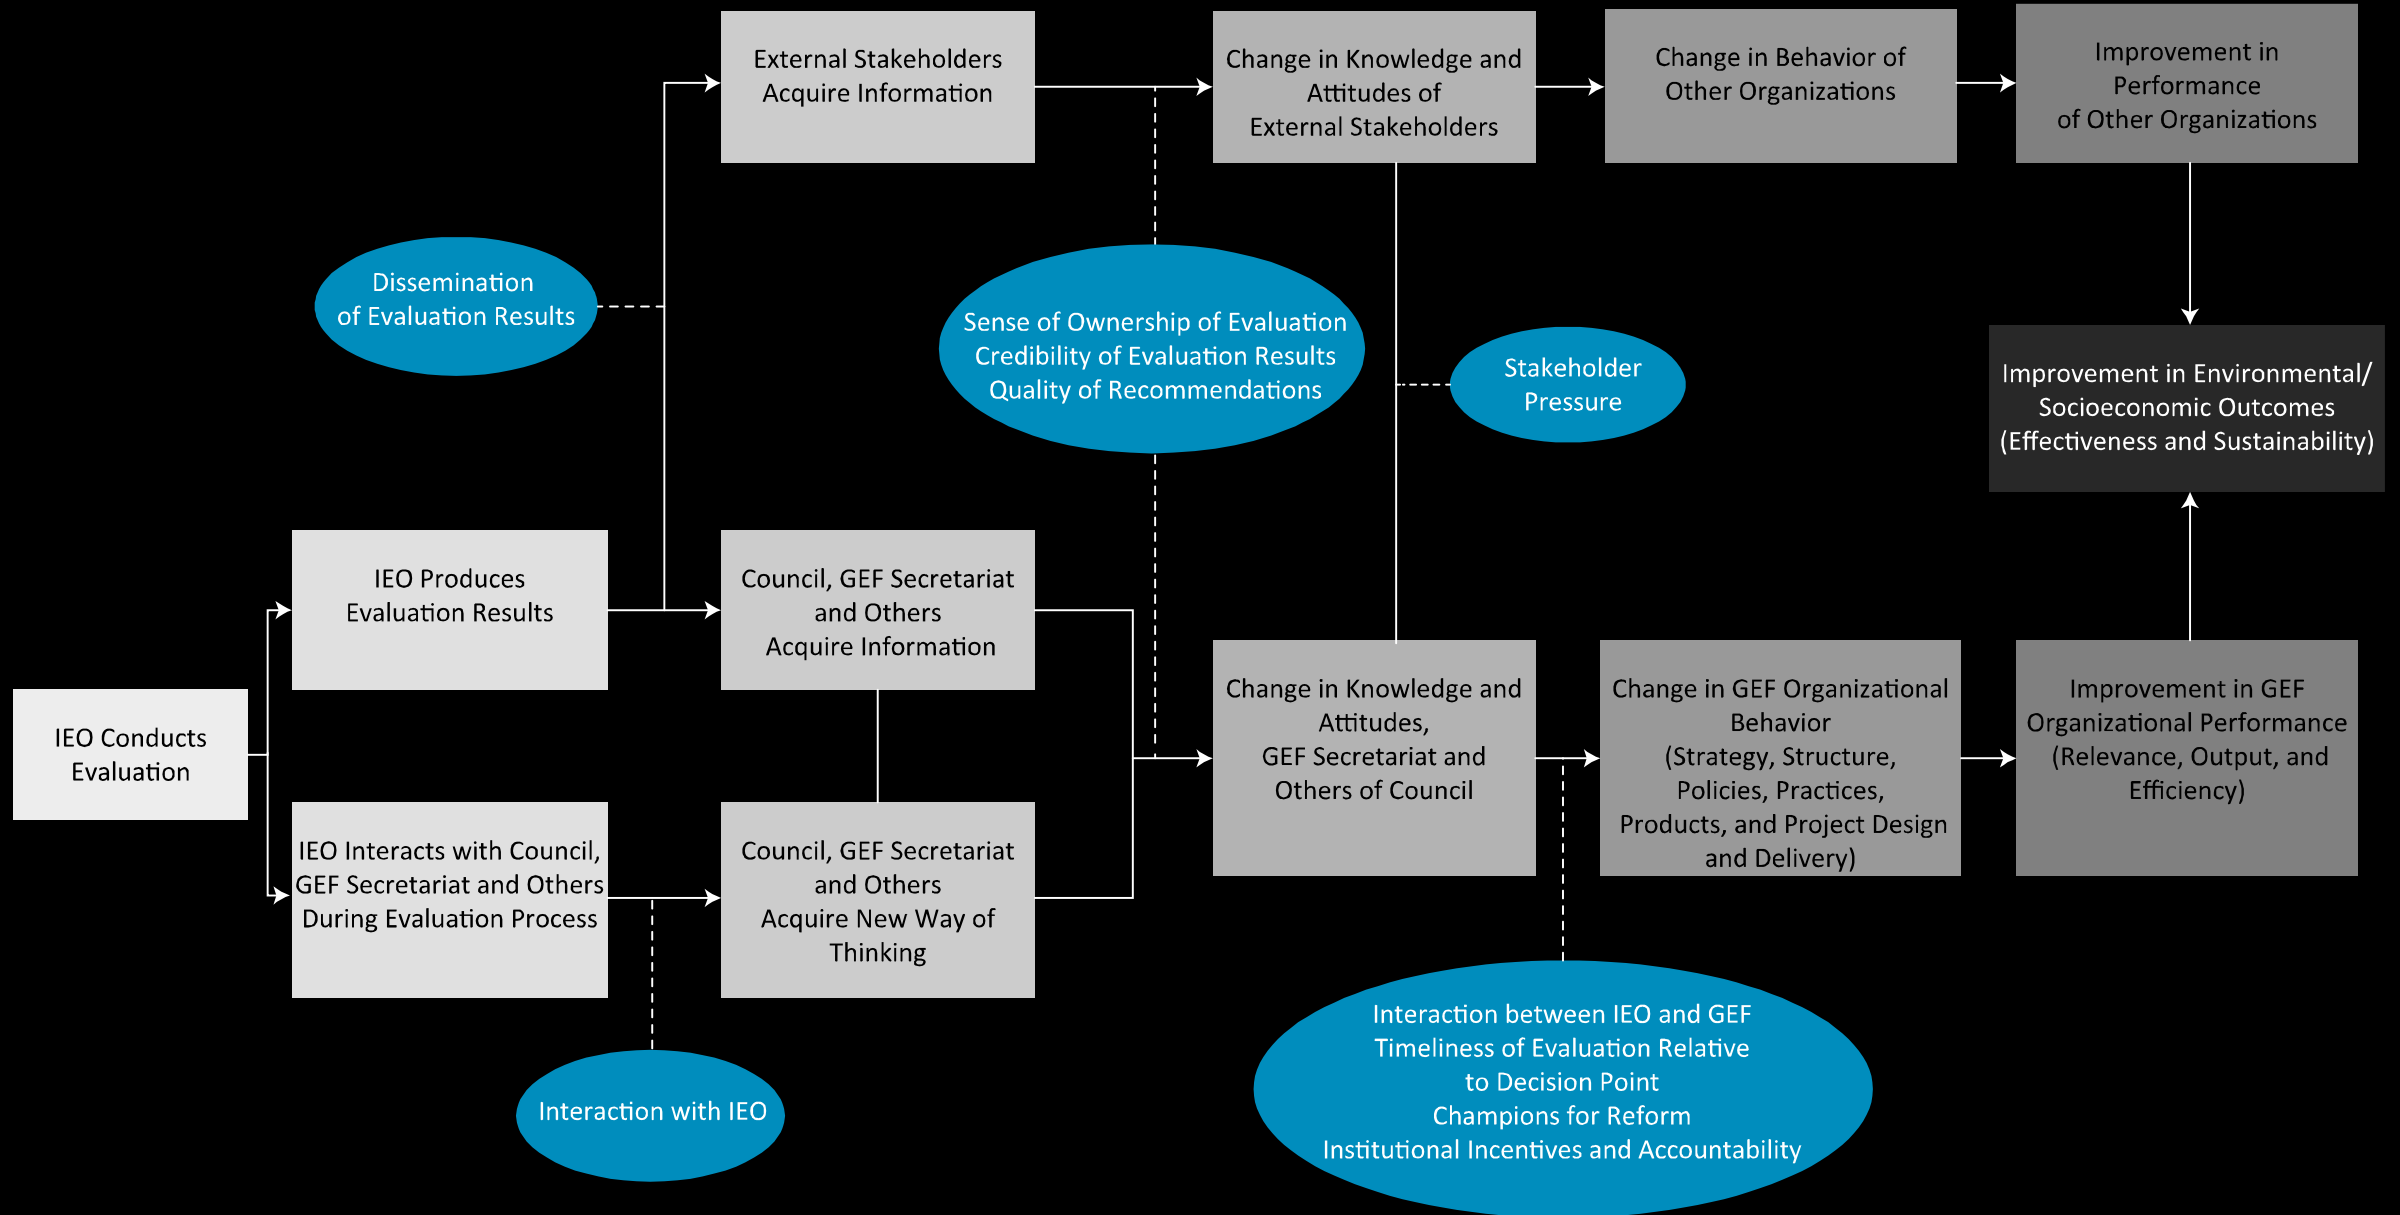 External Stakeholders
Acquire Information
Change in Knowledge and
Attitudes of
External Stakeholders
Change in Behavior of
Other Organizations
Improvement in
Performance
of Other Organizations
Dissemination
of Evaluation Results
Sense of Ownership of Evaluation
Credibility of Evaluation Results
Quality of Recommendations
Stakeholder
Pressure
Improvement in Environmental/
Socioeconomic Outcomes
(Effectiveness and Sustainability)
IEO Produces
Evaluation Results
Council, GEF Secretariat
and Others
Acquire Information
IEO Conducts
Evaluation
Change in Knowledge and
Attitudes,
GEF Secretariat and
Others of Council
Change in GEF Organizational
Behavior
(Strategy, Structure,
Policies, Practices,
Products, and Project Design
and Delivery)
Improvement in GEF
Organizational Performance
(Relevance, Output, and
Efficiency)
IEO Interacts with Council,
GEF Secretariat and Others
During Evaluation Process
Council, GEF Secretariat
and Others
Acquire New Way of
Thinking
Interaction with IEO
Interaction between IEO and GEF
Timeliness of Evaluation Relative
to Decision Point
Champions for Reform
Institutional Incentives and Accountability